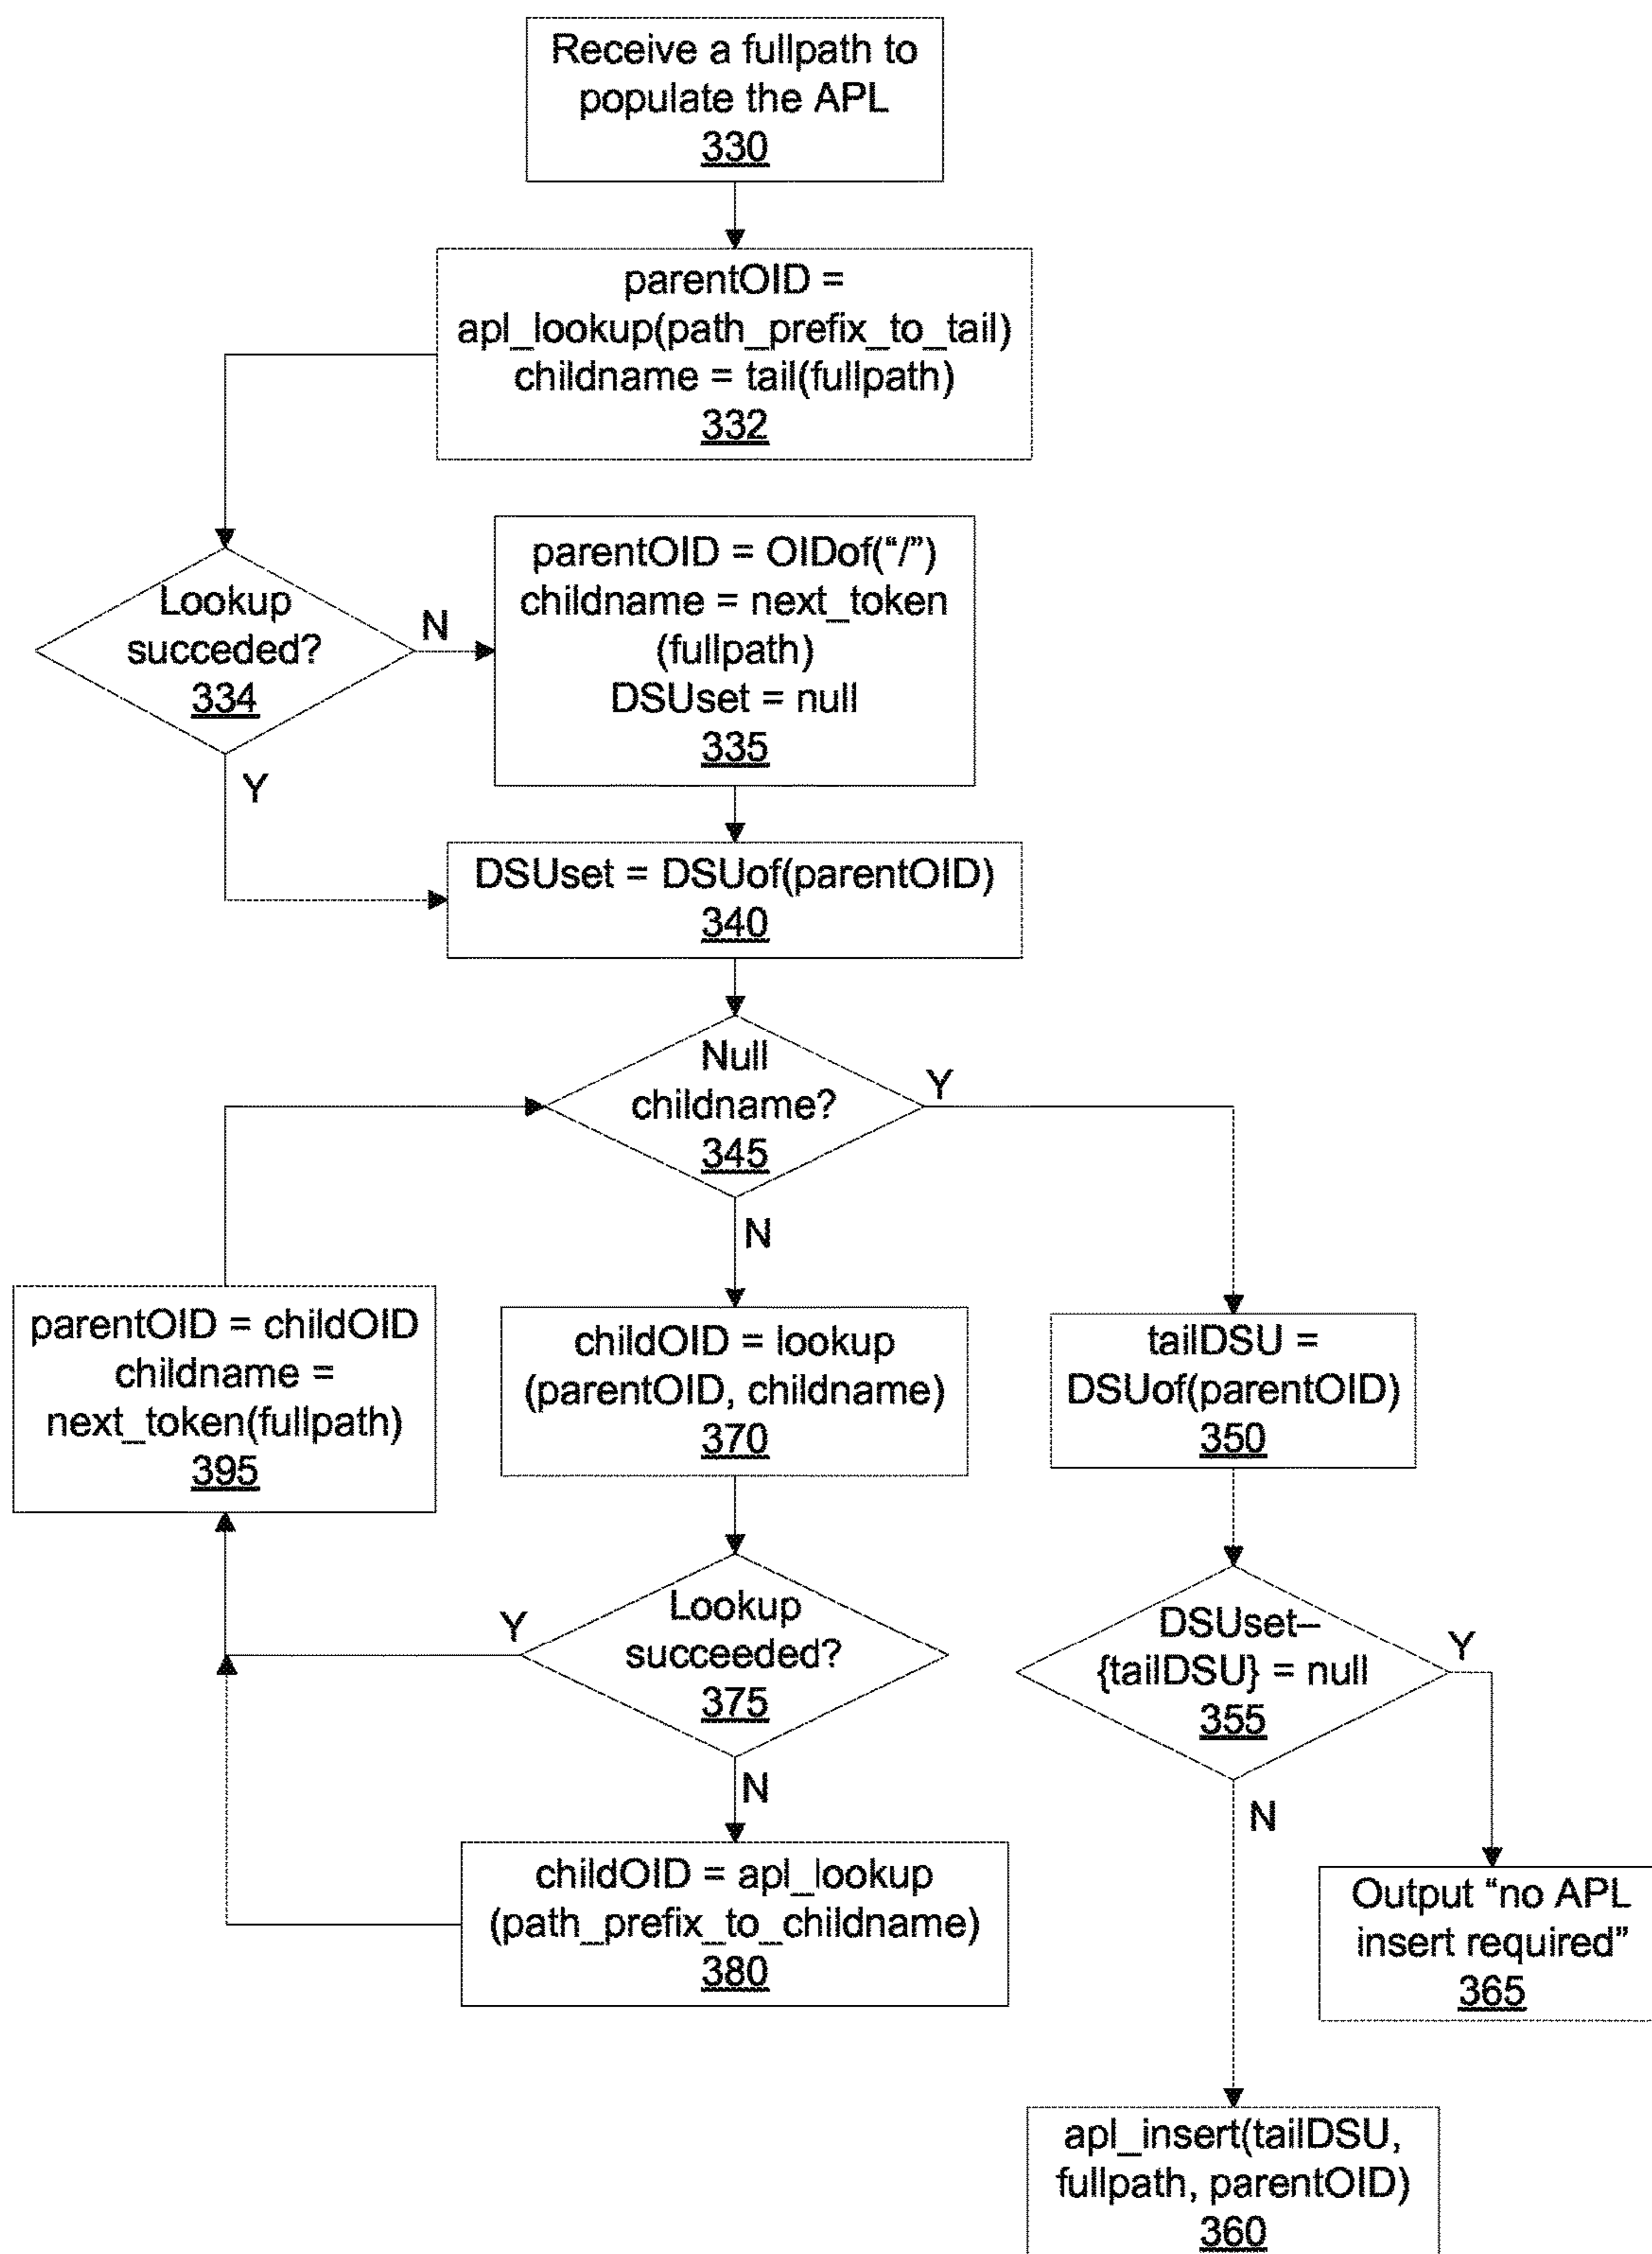 Receive a fullpath to
populate the APL
330
parentOID =
apl_lookup(path_prefix_to_tail)
childname = tail(fullpath)
332
Lookup
succeded?
334
N
Y
parentOID = OIDof("/")
childname = next_token
(fullpath)
DSUset = null
335
DSUset = DSUof(parentOID)
340
Null
childname?
345
Y
N
parentOID = childOID
childname =
next_token(fullpath)
395
childOID = lookup
(parentOID, childname)
370
tailDSU =
DSUof(parentOID)
350
Lookup
succeeded?
375
Y
N
DSUset–
{tailDSU} = null
355
Y
N
childOID = apl_lookup
(path_prefix_to_childname)
380
Output “no APL
insert required”
365
apl_insert(tailDSU,
fullpath, parentOID)
360